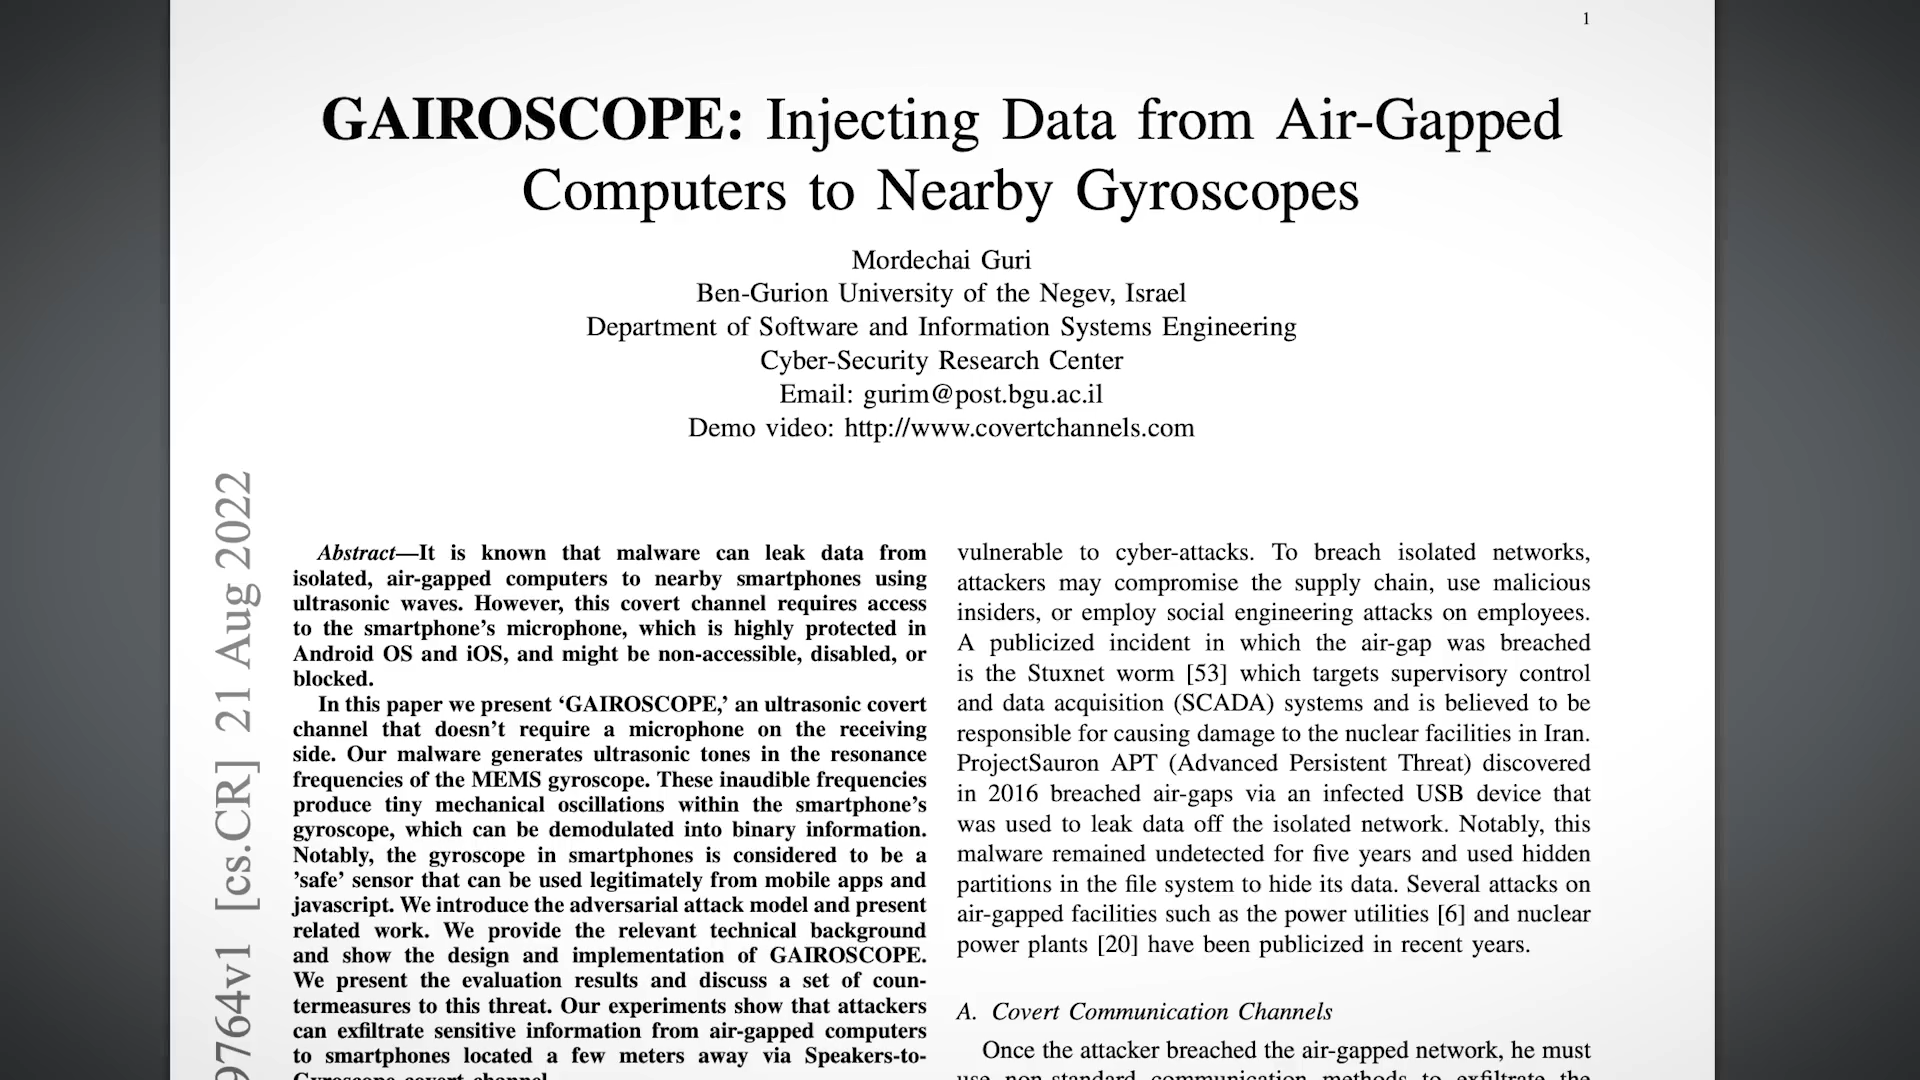 1
GAIROSCOPE: Injecting Data from Air-Gapped
Computers to Nearby Gyroscopes
Mordechai Guri
Ben-Gurion University of the Negev, Israel
Department of Software and Information Systems Engineering
Cyber-Security Research Center
Email: gurim@post.bgu.ac.il
Demo video: http://www.covertchannels.com
9764v1 [cs.CR] 21 Aug 2022
Abstract—It is known that malware can leak data from
isolated, air-gapped computers to nearby smartphones using
ultrasonic waves. However, this covert channel requires access
to the smartphone's microphone, which is highly protected in
Android OS and iOS, and might be non-accessible, disabled, or
blocked.
In this paper we present ‘GAIROSCOPE,’ an ultrasonic covert
channel that doesn't require a microphone on the receiving
side. Our malware generates ultrasonic tones in the resonance
frequencies of the MEMS gyroscope. These inaudible frequencies
produce tiny mechanical oscillations within the smartphone's
gyroscope, which can be demodulated into binary information.
Notably, the gyroscope in smartphones is considered to be a
'safe' sensor that can be used legitimately from mobile apps and
javascript. We introduce the adversarial attack model and present
related work. We provide the relevant technical background
and show the design and implementation of GAIROSCOPE.
We present the evaluation results and discuss a set of coun-
termeasures to this threat. Our experiments show that attackers
can exfiltrate sensitive information from air-gapped computers
to smartphones located a few meters away via Speakers-to-
Gyroscope covert channel.
vulnerable to cyber-attacks. To breach isolated networks,
attackers may compromise the supply chain, use malicious
insiders, or employ social engineering attacks on employees.
A publicized incident in which the air-gap was breached
is the Stuxnet worm [53] which targets supervisory control
and data acquisition (SCADA) systems and is believed to be
responsible for causing damage to the nuclear facilities in Iran.
ProjectSauron APT (Advanced Persistent Threat) discovered
in 2016 breached air-gaps via an infected USB device that
was used to leak data off the isolated network. Notably, this
malware remained undetected for five years and used hidden
partitions in the file system to hide its data. Several attacks on
air-gapped facilities such as the power utilities [6] and nuclear
power plants [20] have been publicized in recent years.
A. Covert Communication Channels
Once the attacker breached the air-gapped network, he must
use non-standard communication methods to exfiltrate the